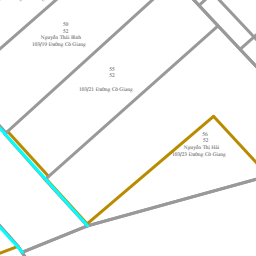 50
52
Nguyễn Thái Bình
103/19 Đường Cô Giang
55
52
103/21 Đường Cô Giang
56
52
Nguyễn Thị Hải
103/23 Đường Cô Giang